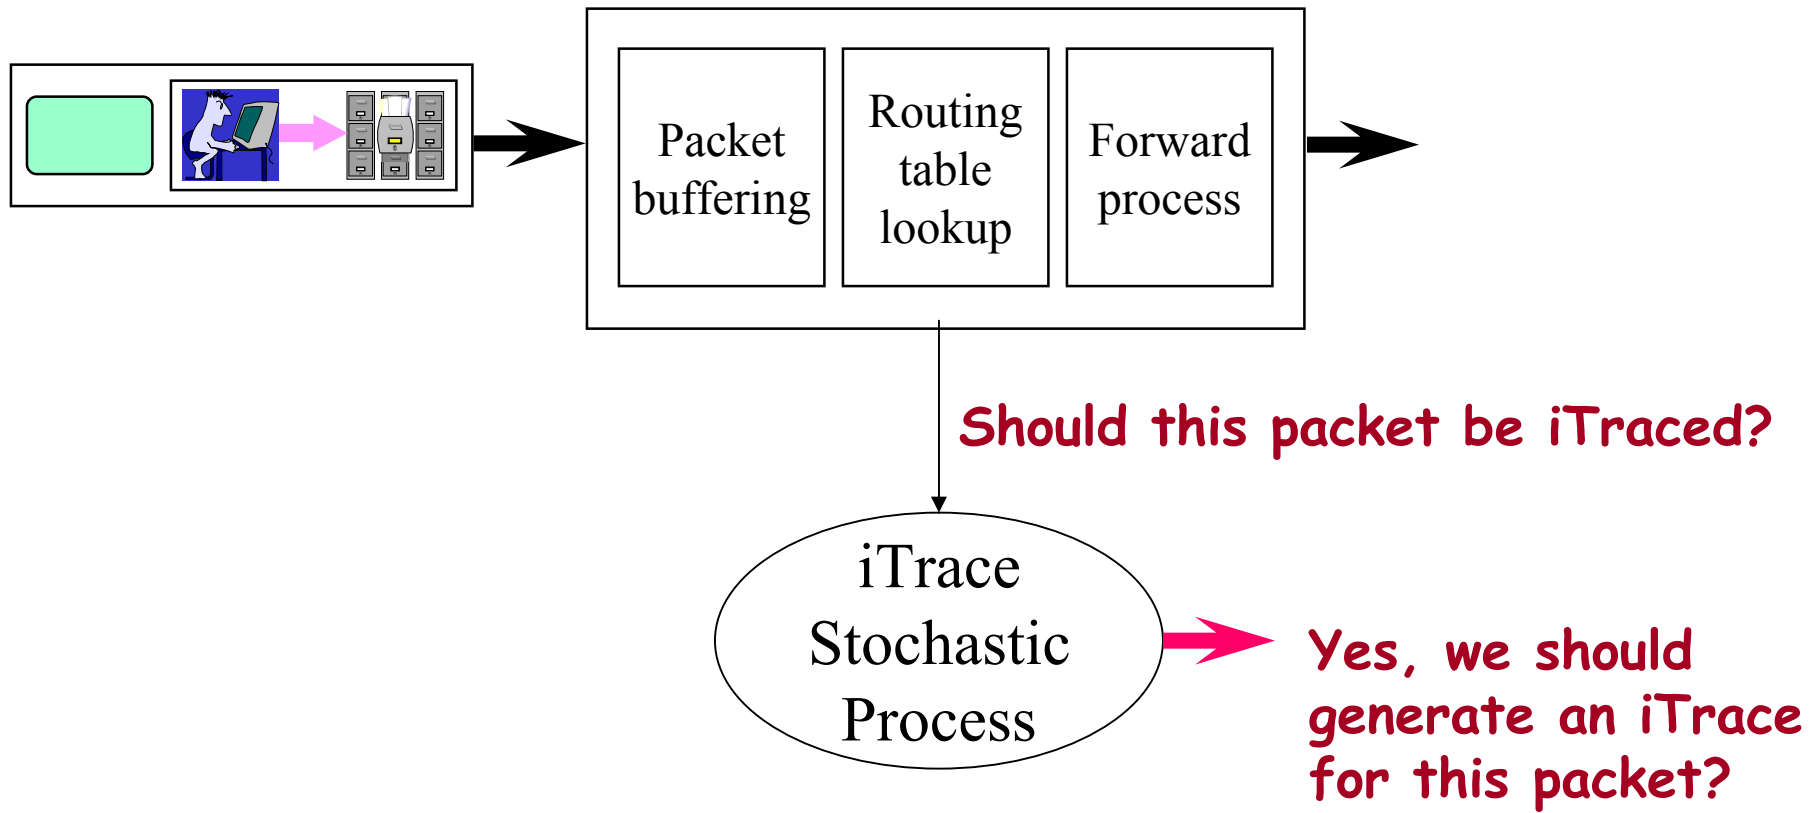 Packet
buffering
Routing
table
lookup
Forward
process
Should this packet be iTraced?
iTrace
Stochastic
Process
Yes, we should
generate an iTrace
for this packet?